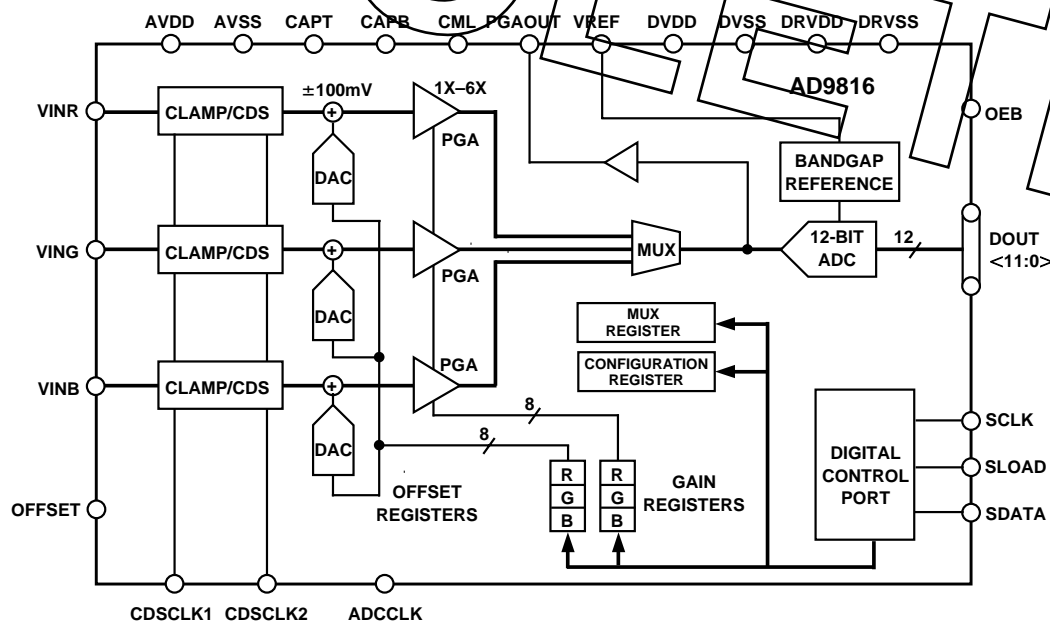 AVDD AVSS CAPT CAPB CML PGAOUT VREF DVDD DVSS DRVDD DRVSS
AD9816
±100mV
1X–6X
VINR
CLAMP/CDS
+
PGA
DAC
OEB
BANDGAP
REFERENCE
VING
CLAMP/CDS
+
PGA
DAC
MUX
12-BIT
ADC
12
DOUT
<11:0>
MUX
REGISTER
CONFIGURATION
REGISTER
VINB
CLAMP/CDS
+
PGA
DAC
8
8
OFFSET
REGISTERS
R
G
B
R
G
B
GAIN
REGISTERS
DIGITAL
CONTROL
PORT
SCLK
SLOAD
SDATA
OFFSET
CDSCLK1 CDSCLK2 ADCCLK